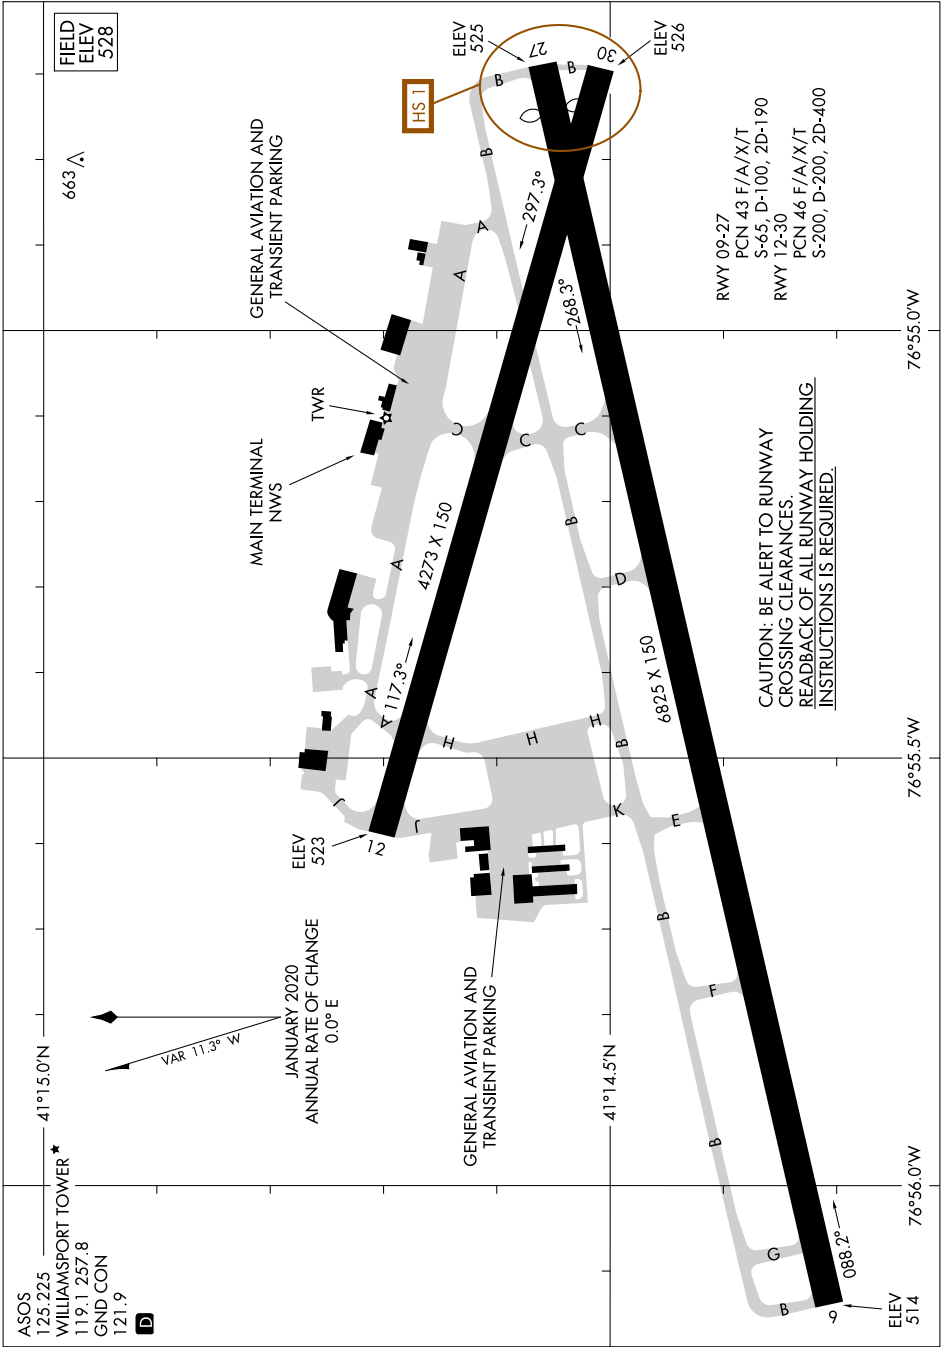 ASOS
125.225
WILLIAMSPORT TOWER ★
119.1 257.8
GND CON
121.9
D
FIELD
ELEV
528
41°15.0'N
663
VAR 11.3° W
JANUARY 2020
ANNUAL RATE OF CHANGE
0.0° E
MAIN TERMINAL
NWS
TWR
GENERAL AVIATION AND
TRANSIENT PARKING
HS 1
ELEV
525
27
30
ELEV
526
B
B
B
A
A
297.3°
268.3°
C
C
C
4273 X 150
A
A
A
117.3°
J
J
12
ELEV
523
H
H
H
B
B
D
K
E
B
F
B
G
B
6825 X 150
GENERAL AVIATION AND
TRANSIENT PARKING
41°14.5'N
088.2°
9
ELEV
514
RWY 09-27
PCN 43 F/A/X/T
S-65, D-100, 2D-190
RWY 12-30
PCN 46 F/A/X/T
S-200, D-200, 2D-400
CAUTION: BE ALERT TO RUNWAY
CROSSING CLEARANCES.
READBACK OF ALL RUNWAY HOLDING
INSTRUCTIONS IS REQUIRED.
76°56.0'W
76°55.5'W
76°55.0'W